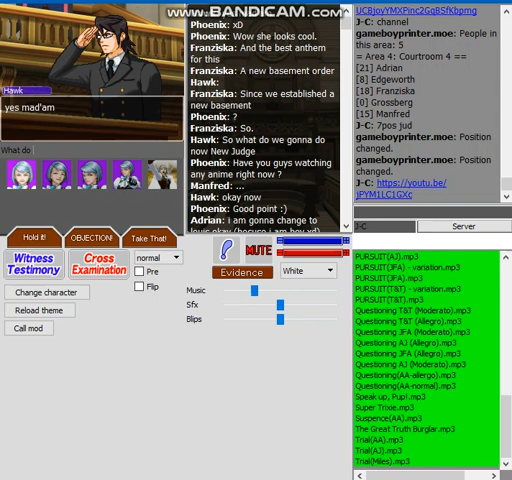 www.BANDICAM.com
Hawk
yes mad'am
What do
Phoenix: xD
Phoenix: Wow she looks cool.
Franziska: And the best anthem
for this
Franziska: A new basement order
Hawk:
Franziska: Since we established a
new basement
Phoenix: ?
Franziska: So.
Hawk: So what do we gonna do
now New Judge
Phoenix: Have you guys watching
any anime right now ?
Manfred: ...
Hawk: okay now
Phoenix: Good point :)
Adrian: i am gonna change to
UCBjoyYMXPinc2GqBSfKbpmg
J-C: channel
gameboyprinter.moe: People in
this area: 5
= Area 4: Courtroom 4 ==
[21] Adrian
[8] Edgeworth
[18] Franziska
[0] Grossberg
[15] Manfred
J-C: 7pos jud
gameboyprinter.moe: Position
changed.
gameboyprinter.moe: Position
changed.
J-C: https://youtu.be/
jPYM1LC1GXc
J-C
Server
Hold it!
OBJECTION!
Take That!
Witness
Testimony
Cross
Examination
normal
Pre
Flip
Change character
Reload theme
Call mod
MUTE
Evidence
White
Music
Sfx
Blips
PURSUIT(AJ).mp3
PURSUIT(JFA) - variation.mp3
PURSUIT(JFA).mp3
PURSUIT(T&T) - variation.mp3
PURSUIT(T&T).mp3
Questioning T&T (Moderato).mp3
Questioning T&T (Allegro).mp3
Questioning JFA (Moderato).mp3
Questioning AJ (Allegro).mp3
Questioning JFA (Allegro).mp3
Questioning AJ (Moderato).mp3
Questioning(AA-allergo).mp3
Questioning(AA-normal).mp3
Speak up, Pup!.mp3
Super Trixie.mp3
Suspence(AA).mp3
The Great Truth Burglar.mp3
Trial(AA).mp3
Trial(AJ).mp3
Trial(Miles).mp3